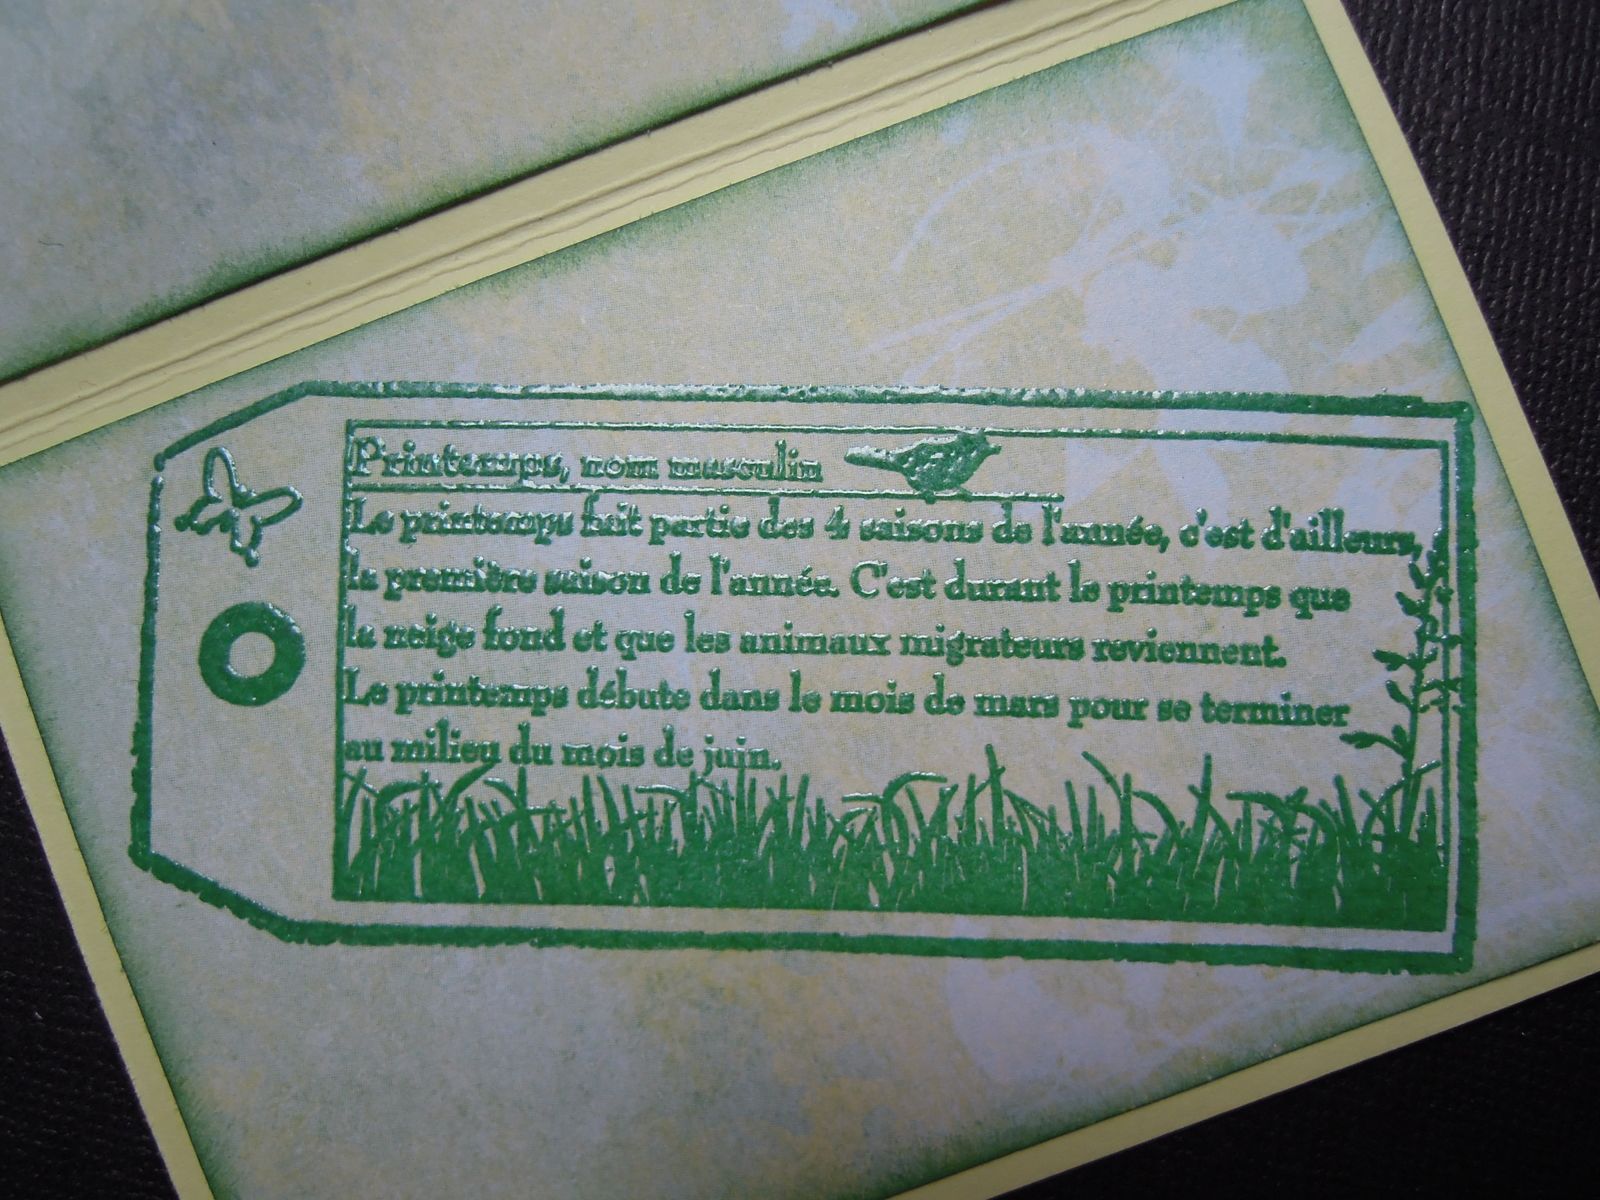 Printemps, nom masculin
Le printemps fait partie des 4 saisons de l'année, c'est d'ailleurs,
la première saison de l'année. C'est durant le printemps que
la neige fond et que les animaux migrateurs reviennent.
Le printemps débute dans le mois de mars pour se terminer
au milieu du mois de juin.